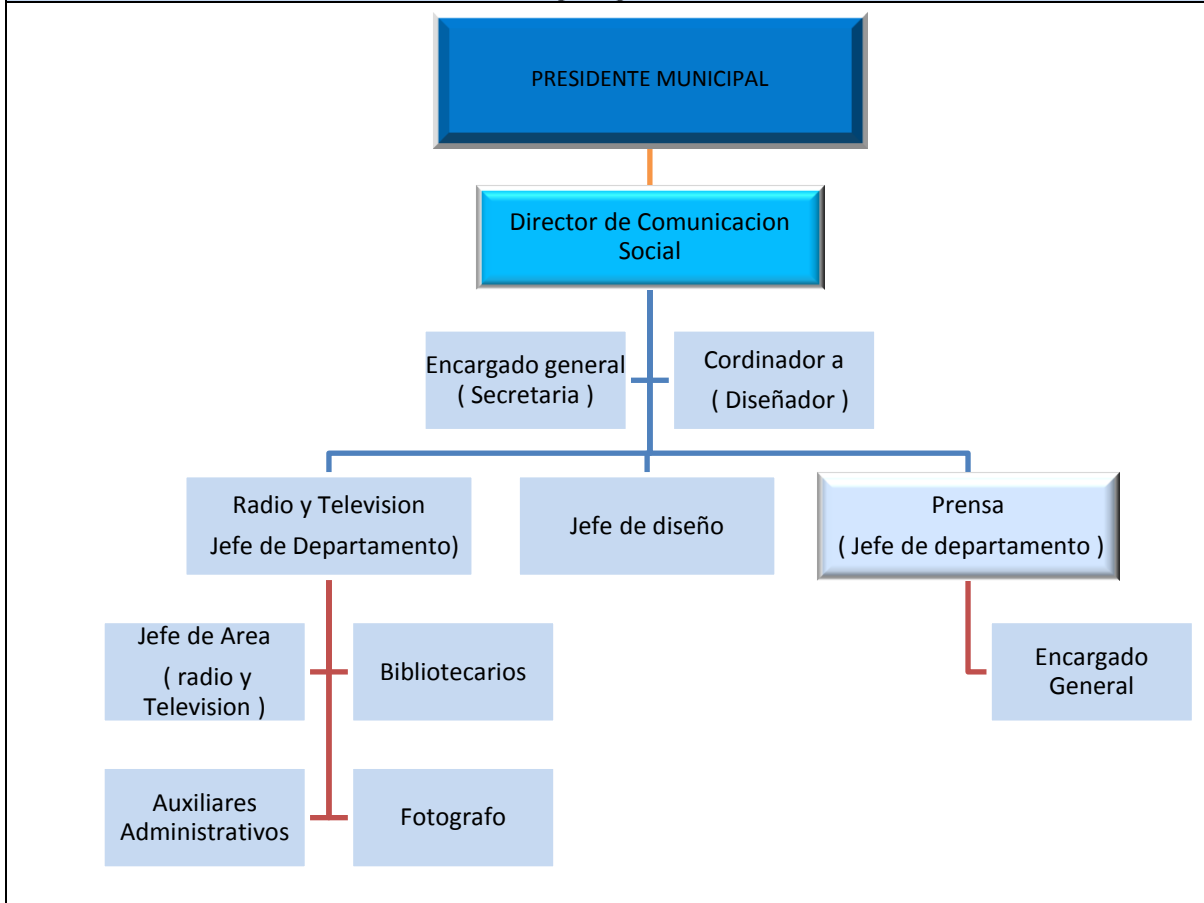 PRESIDENTE MUNICIPAL
Director de Comunicacion
Social
Encargado general
( Secretaria )
Cordinador a
( Diseñador )
Radio y Television
Jefe de Departamento)
Jefe de diseño
Prensa
( Jefe de departamento )
Jefe de Area
( radio y
Television )
Bibliotecarios
Encargado
General
Auxiliares
Administrativos
Fotografo